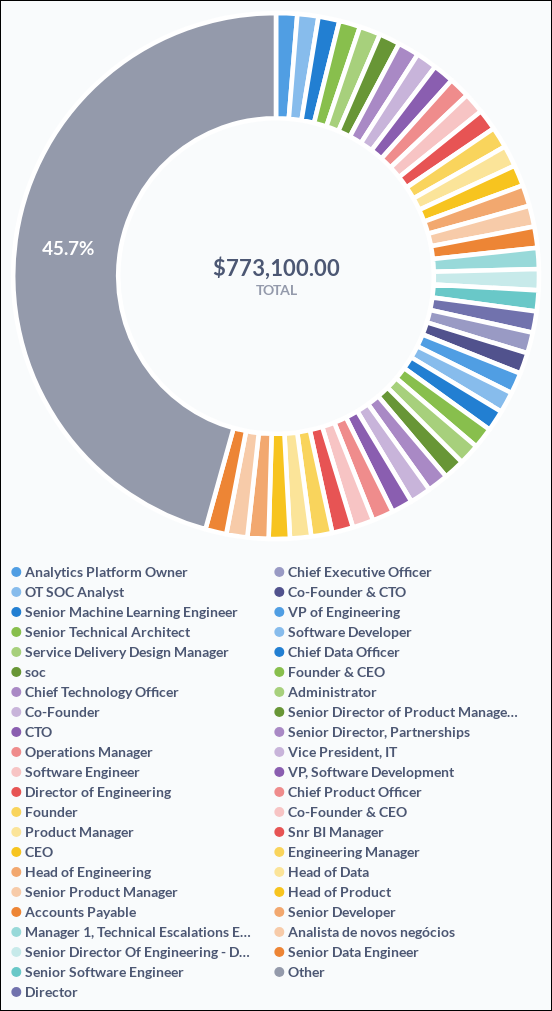 45.7%
$773,100.00
TOTAL
Analytics Platform Owner
OT SOC Analyst
Senior Machine Learning Engineer
Senior Technical Architect
Service Delivery Design Manager
soc
Chief Technology Officer
Co-Founder
CTO
Operations Manager
Software Engineer
Director of Engineering
Founder
Product Manager
CEO
Head of Engineering
Senior Product Manager
Accounts Payable
Manager 1, Technical Escalations E...
Senior Director Of Engineering - D...
Senior Software Engineer
Director
Chief Executive Officer
Co-Founder & CTO
VP of Engineering
Software Developer
Chief Data Officer
Founder & CEO
Administrator
Senior Director of Product Manage...
Senior Director, Partnerships
Vice President, IT
VP, Software Development
Chief Product Officer
Co-Founder & CEO
Snr BI Manager
Engineering Manager
Head of Data
Head of Product
Senior Developer
Analista de novos negócios
Senior Data Engineer
Other